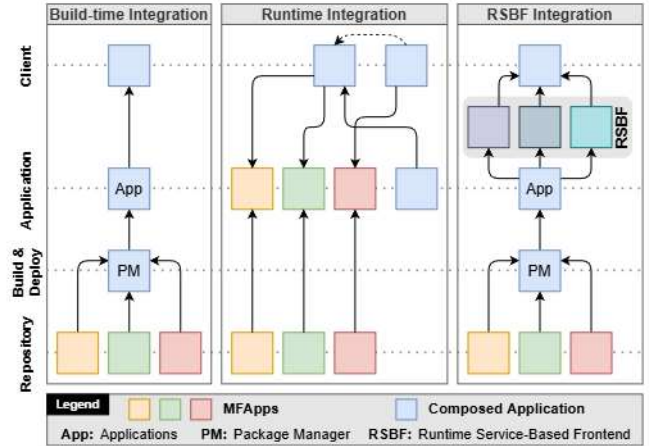 Build-time Integration
Runtime Integration
RSBF Integration
Client
Application
Build &
Deploy
Repository
App
PM
RSBF
App
PM
Legend
MFApps
Composed Application
App: Applications PM: Package Manager RSBF: Runtime Service-Based Frontend